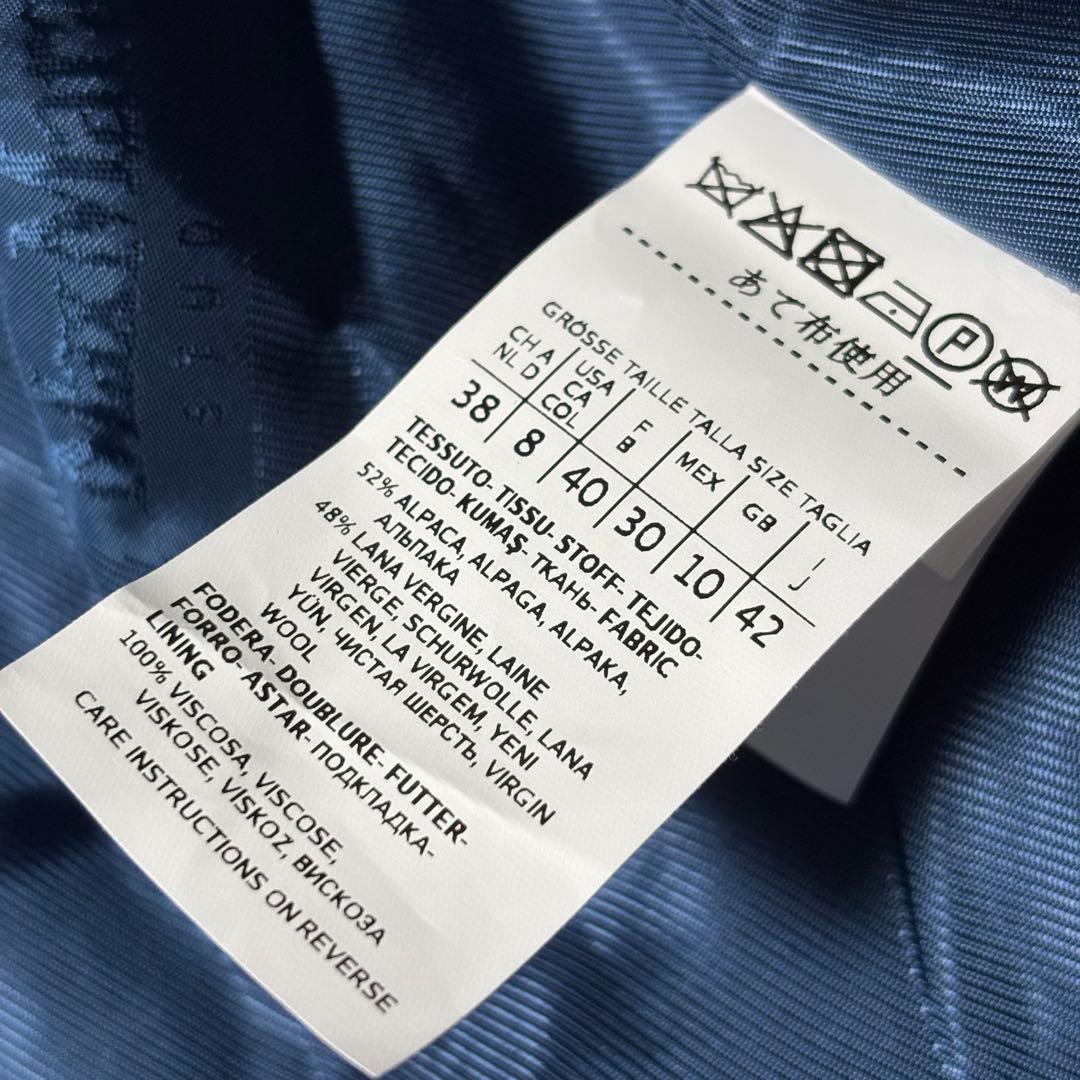 P
W
あて布使用
GRÖSSE TAILLE TALLA SIZE TAGLIA
CH A NL D
USA CA COL
F B
MEX
GB
I J
38
8
40
30
10
42
TESSUTO- TISSU- STOFF- TEJIDO-
TECIDO- KUMAŞ- ТКАНЬ- FABRIC
52% ALPACA, ALPAGA, ALPAKA,
АЛЬПАКА
48% LANA VERGINE, LAINE
VIERGE, SCHURWOLLE, LANA
VIRGEN, LA VIRGEM, YENI
YÜN, ЧИСТАЯ ШЕРСТЬ, VIRGIN
WOOL
FODERA- DOUBLURE- FUTTER-
FORRO- ASTAR- ПОДКЛАДКА-
LINING
100% VISCOSA, VISCOSE,
VISKOSE, VISKOZ, ВИСКОЗА
CARE INSTRUCTIONS ON REVERSE